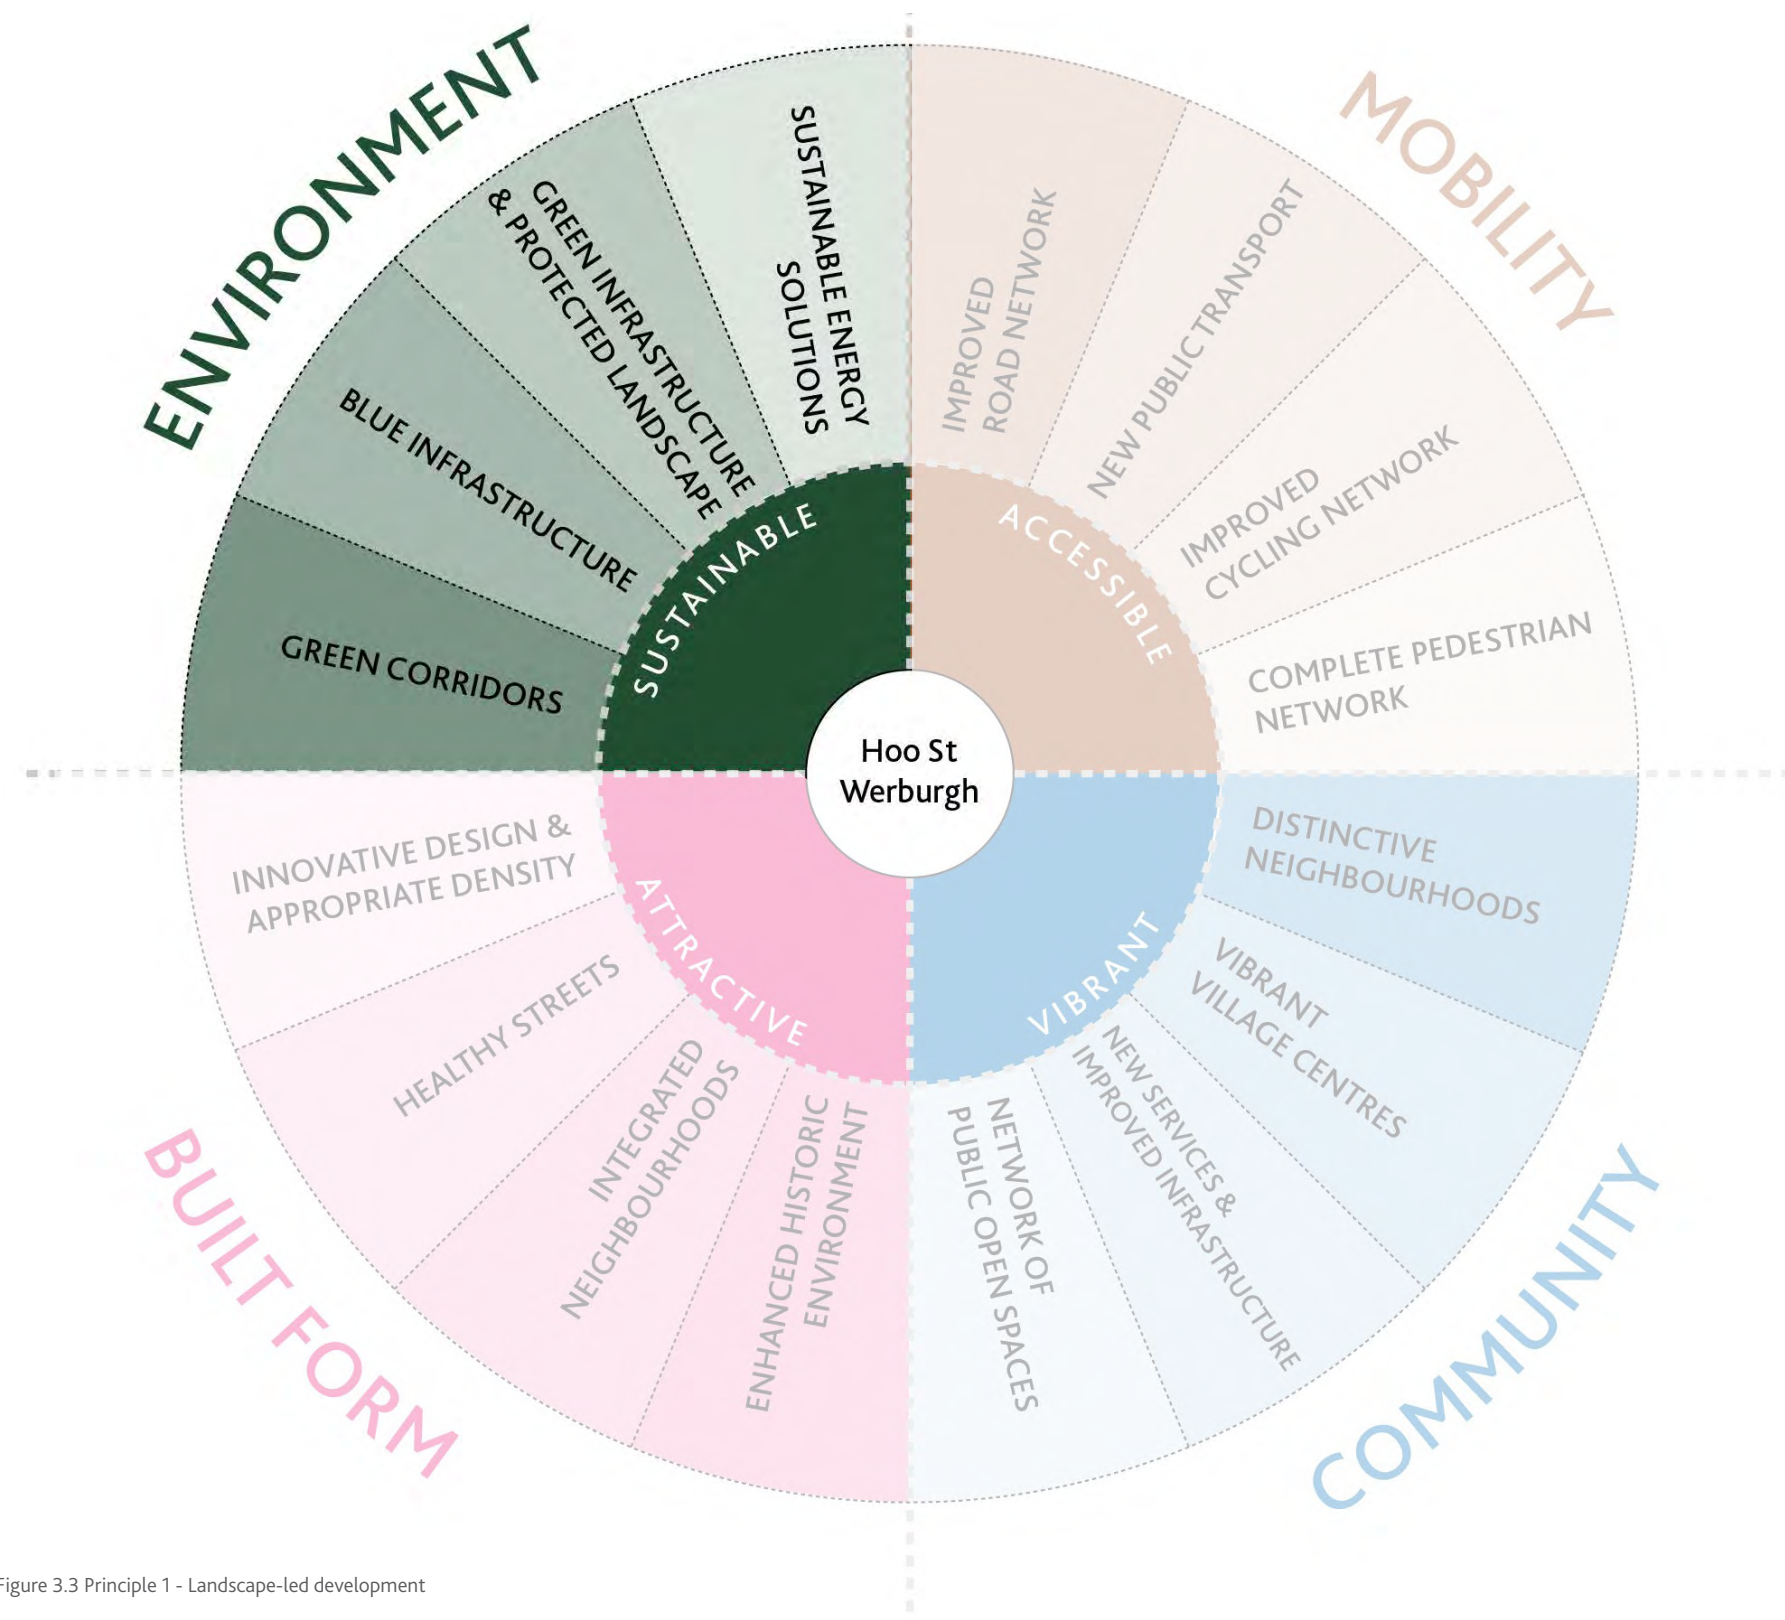 ENVIRONMENT
SUSTAINABLE
GREEN CORRIDORS
BLUE INFRASTRUCTURE
GREEN INFRASTRUCTURE
& PROTECTED LANDSCAPE
SUSTAINABLE ENERGY
SOLUTIONS
MOBILITY
ACCESSIBLE
IMPROVED
ROAD NETWORK
NEW PUBLIC TRANSPORT
IMPROVED
CYCLING NETWORK
COMPLETE PEDESTRIAN
NETWORK
Hoo St
Werburgh
COMMUNITY
VIBRANT
DISTINCTIVE
NEIGHBOURHOODS
VIBRANT
VILLAGE CENTRES
NEW SERVICES &
IMPROVED INFRASTRUCTURE
NETWORK OF
PUBLIC OPEN SPACES
BUILT FORM
ATTRACTIVE
ENHANCED HISTORIC
ENVIRONMENT
INTEGRATED
NEIGHBOURHOODS
HEALTHY STREETS
INNOVATIVE DESIGN &
APPROPRIATE DENSITY
Figure 3.3 Principle 1 - Landscape-led development